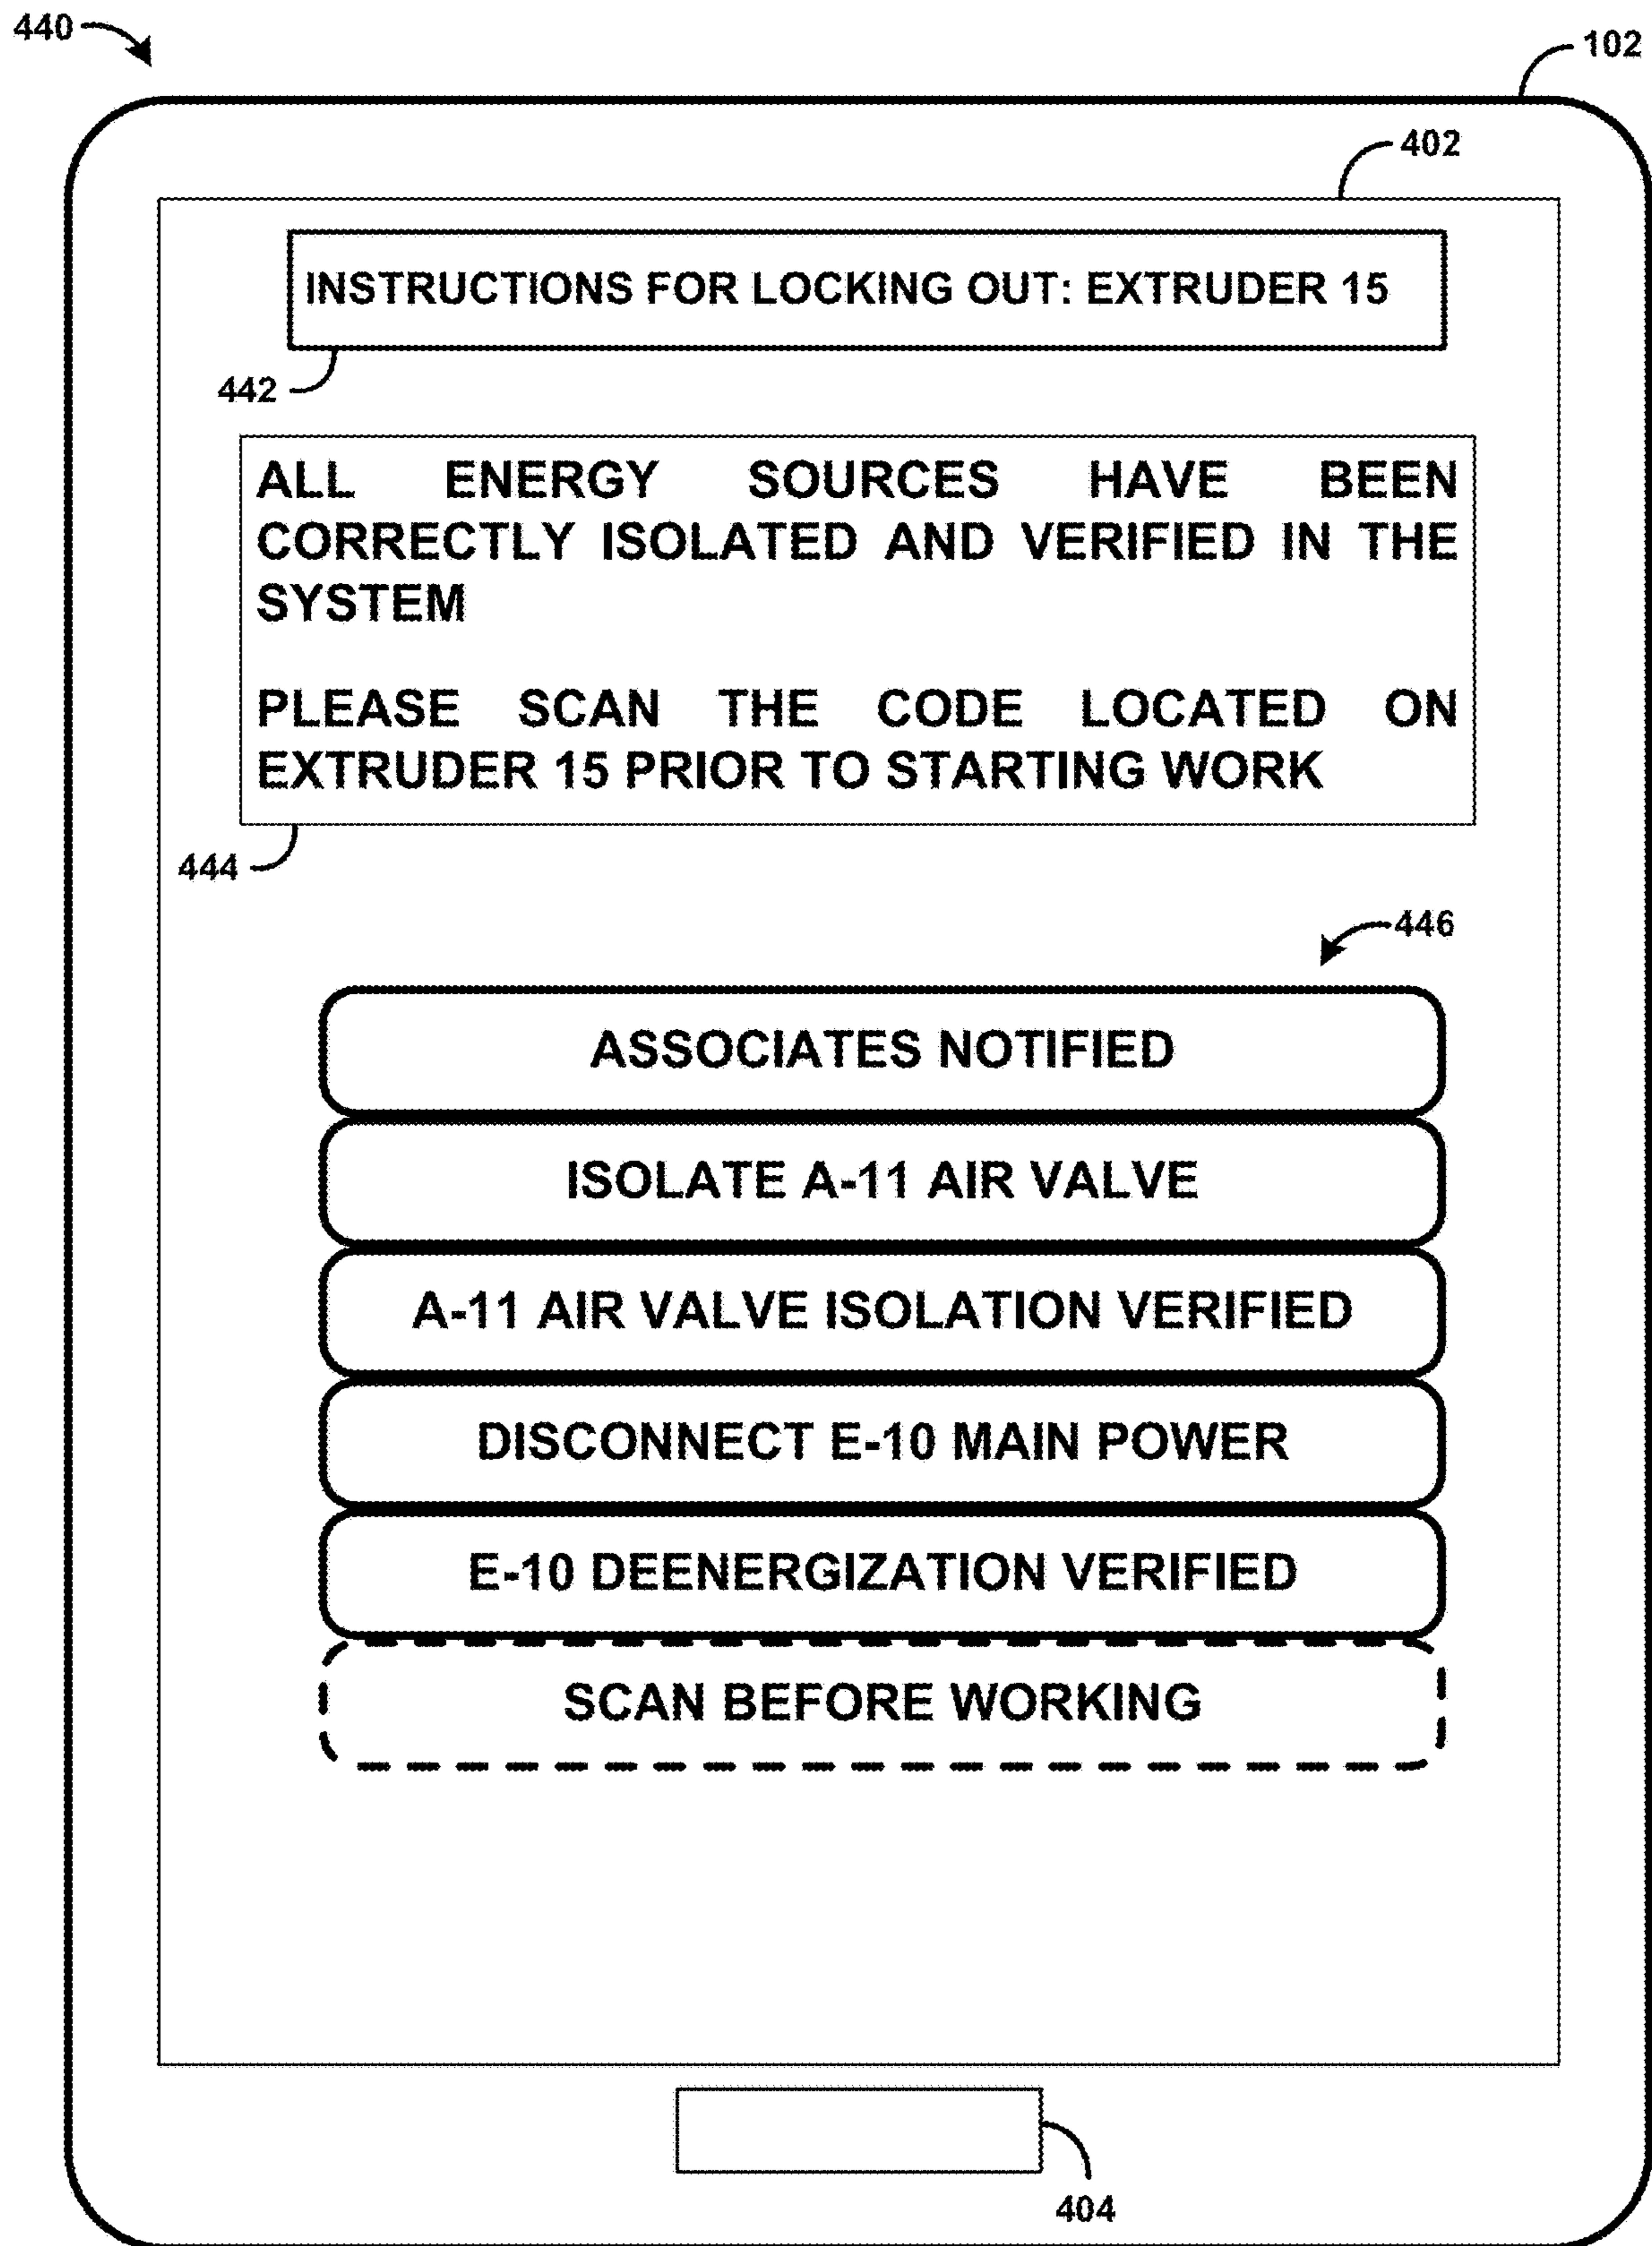 440
102
402
INSTRUCTIONS FOR LOCKING OUT: EXTRUDER 15
442
ALL ENERGY SOURCES HAVE BEEN
CORRECTLY ISOLATED AND VERIFIED IN THE
SYSTEM
PLEASE SCAN THE CODE LOCATED ON
EXTRUDER 15 PRIOR TO STARTING WORK
444
446
ASSOCIATES NOTIFIED
ISOLATE A-11 AIR VALVE
A-11 AIR VALVE ISOLATION VERIFIED
DISCONNECT E-10 MAIN POWER
E-10 DEENERGIZATION VERIFIED
SCAN BEFORE WORKING
404